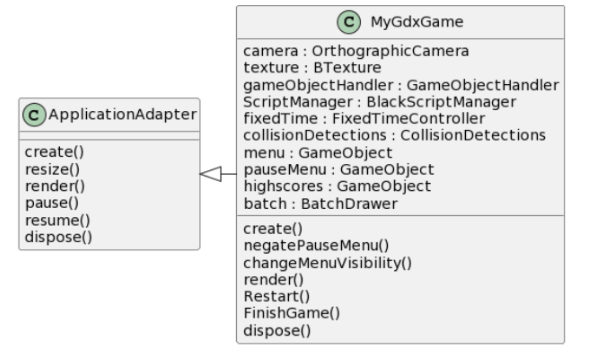 C ApplicationAdapter
create()
resize()
render()
pause()
resume()
dispose()
C MyGdxGame
camera : OrthographicCamera
texture : BTexture
gameObjectHandler : GameObjectHandler
ScriptManager : BlackScriptManager
fixedTime : FixedTimeController
collisionDetections : CollisionDetections
menu : GameObject
pauseMenu : GameObject
highscores : GameObject
batch : BatchDrawer
create()
negatePauseMenu()
changeMenuVisibility()
render()
Restart()
FinishGame()
dispose()